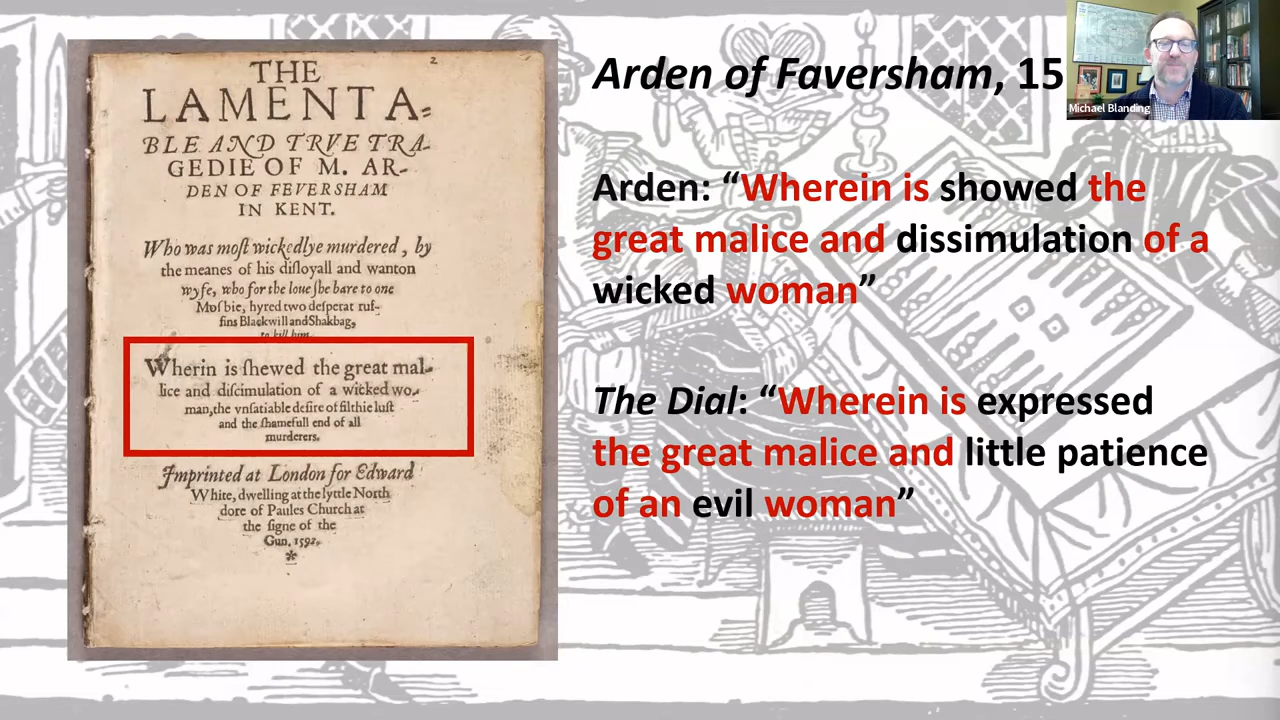 2
THE
LAMENTA=
BLE AND TRVE TRA-
GEDIE OF M. AR-
DEN OF FEVERSHAM
IN KENT.
Who was moſt wickedlye murdered, by
the meanes of his diſloyall and wanton
wyfe, who for the loue ſhe bare to one
Moſbie, hyred two deſperat ruf-
fins Blackwill and Shakbag,
to kill him.
Wherin is ſhewed the great mal-
lice and diſcimulation of a wicked wo-
man, the vnſatiable deſire of filthie luſt
and the ſhamefull end of all
murderers.
Imprinted at London for Edward
White, dwelling at the lyttle North
dore of Paules Church at
the ſigne of the
Gun. 1592.
*
Arden of Faversham, 15
Michael Blanding
Arden: “Wherein is showed the
great malice and dissimulation of a
wicked woman”
The Dial: “Wherein is expressed
the great malice and little patience
of an evil woman”